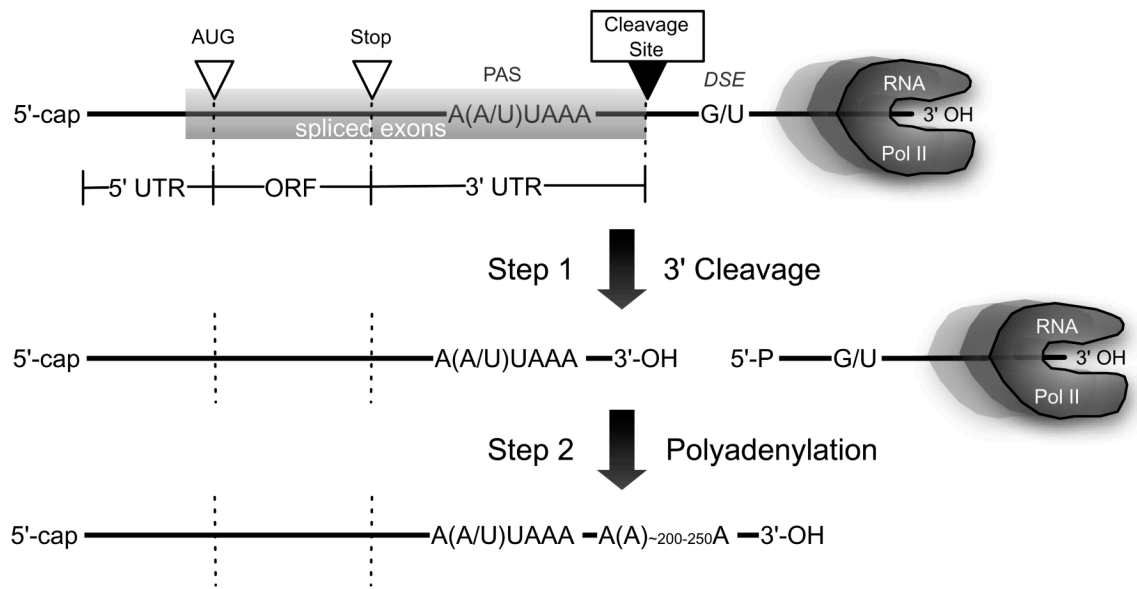 Cleavage
Site
AUG
Stop
PAS
DSE
RNA
5'-cap
A(A/U)UAAA
G/U
3' OH
spliced exons
Pol II
5' UTR
ORF
3' UTR
Step 1
3' Cleavage
RNA
5'-cap
A(A/U)UAAA
3'-OH
5'-P
G/U
3' OH
Pol II
Step 2
Polyadenylation
5'-cap
A(A/U)UAAA
A(A)~200-250A
3'-OH